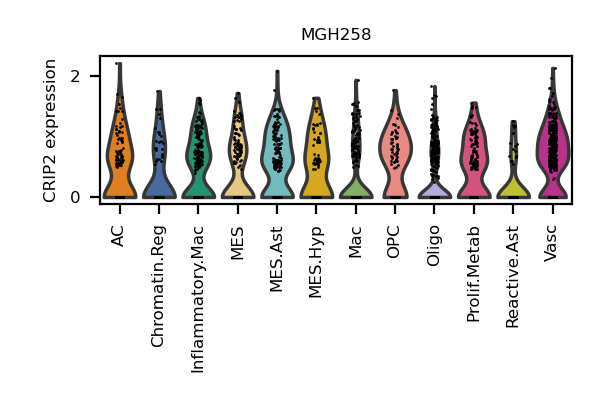 MGH258
CRIP2 expression
2
0
AC
Chromatin.Reg
Inflammatory.Mac
MES
MES.Ast
MES.Hyp
Mac
OPC
Oligo
Prolif.Metab
Reactive.Ast
Vasc